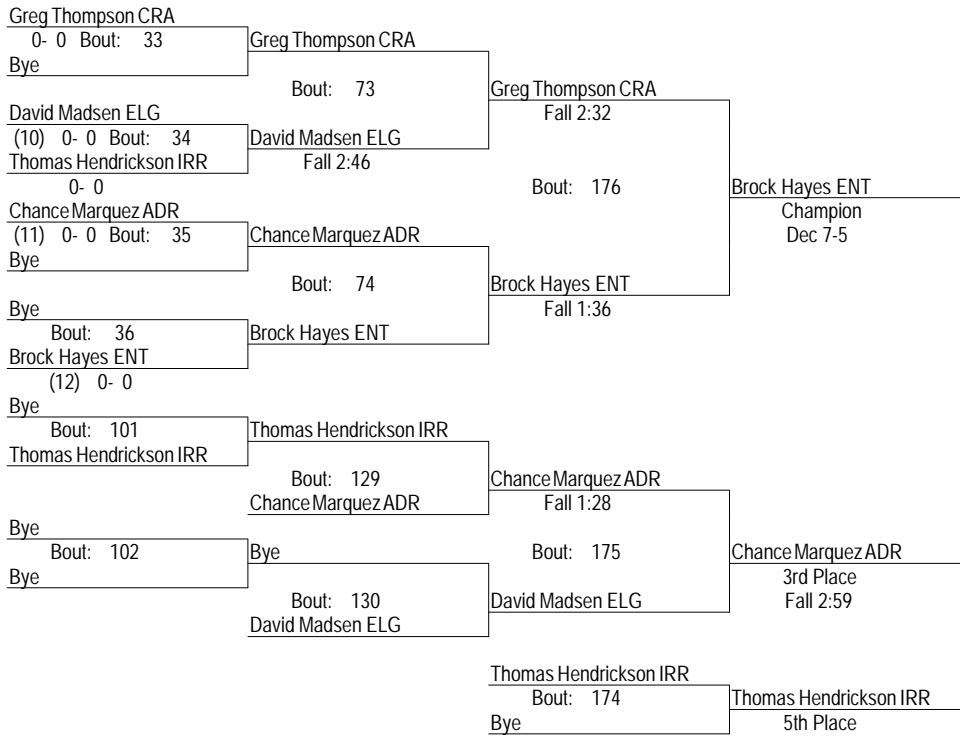 Greg Thompson CRA
0- 0 Bout: 33
Greg Thompson CRA
Bye
Bout: 73
Greg Thompson CRA
David Madsen ELG
Fall 2:32
(10) 0- 0 Bout: 34
David Madsen ELG
Thomas Hendrickson IRR
Fall 2:46
0- 0
Bout: 176
Brock Hayes ENT
Chance Marquez ADR
Champion
(11) 0- 0 Bout: 35
Chance Marquez ADR
Dec 7-5
Bye
Bout: 74
Brock Hayes ENT
Bye
Fall 1:36
Bout: 36
Brock Hayes ENT
Brock Hayes ENT
(12) 0- 0
Bye
Bout: 101
Thomas Hendrickson IRR
Thomas Hendrickson IRR
Bout: 129
Chance Marquez ADR
Chance Marquez ADR
Fall 1:28
Bye
Bout: 102
Bye
Bout: 175
Chance Marquez ADR
Bye
3rd Place
Bout: 130
David Madsen ELG
Fall 2:59
David Madsen ELG
Thomas Hendrickson IRR
Bout: 174
Thomas Hendrickson IRR
Bye
5th Place